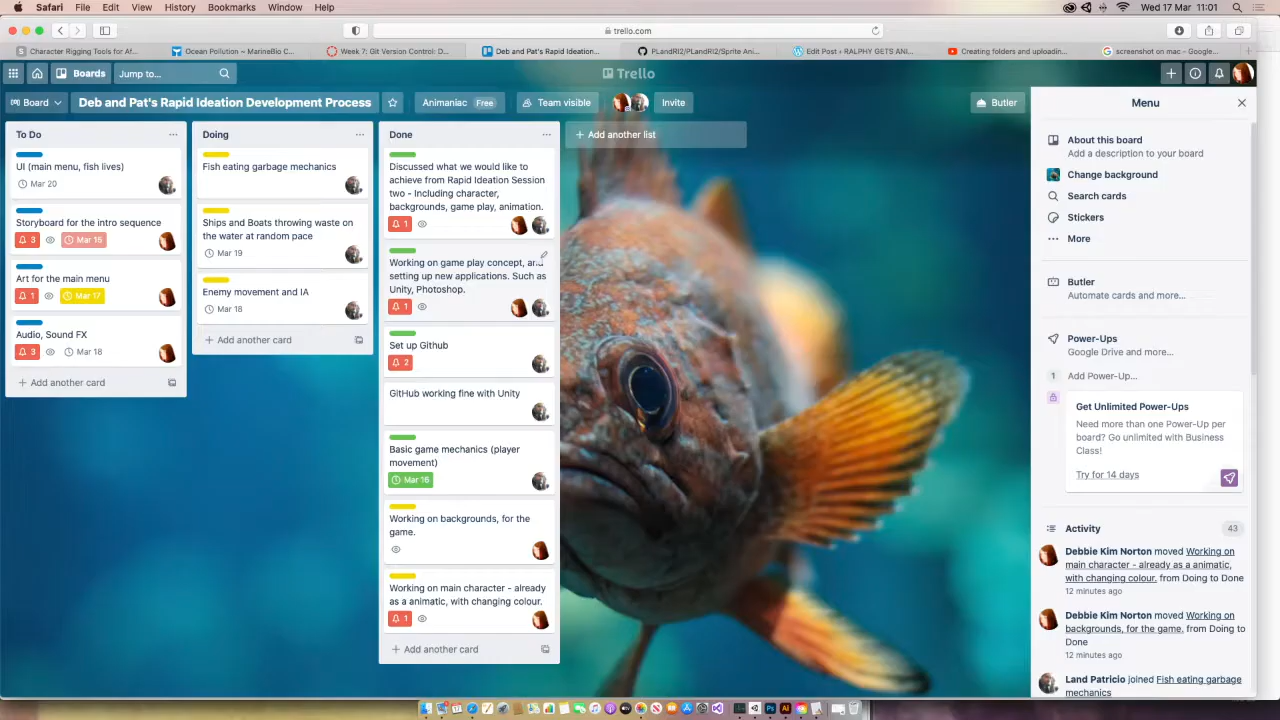 Safari File Edit View History Bookmarks Window Help
Wed 17 Mar 11:01
trello.com
Character Rigging Tools for Af...
Ocean Pollution ~ MarineBio C...
Week 7: Git Version Control: D...
Deb and Pat's Rapid Ideation...
PLandRI2/PLandRI2/Sprite Ani...
Edit Post ‹ RALPHY GETS ANI...
Creating folders and uploadin...
screenshot on mac – Google...
Boards
Jump to...
Trello
Board
Deb and Pat's Rapid Ideation Development Process
Animaniac Free
Team visible
Invite
Butler
To Do
UI (main menu, fish lives)
Mar 20
Storyboard for the intro sequence
3 Mar 15
Art for the main menu
1 Mar 17
Audio, Sound FX
3 Mar 18
+ Add another card
Doing
Fish eating garbage mechanics
Ships and Boats throwing waste on
the water at random pace
Mar 19
Enemy movement and IA
Mar 18
+ Add another card
Done
Discussed what we would like to
achieve from Rapid Ideation Session
two - Including character,
backgrounds, game play, animation.
1
Working on game play concept, and
setting up new applications. Such as
Unity, Photoshop.
1
Set up Github
2
GitHub working fine with Unity
Basic game mechanics (player
movement)
Mar 16
Working on backgrounds, for the
game.
Working on main character - already
as a animatic, with changing colour.
1
+ Add another card
+ Add another list
Menu
About this board
Add a description to your board
Change background
Search cards
Stickers
More
Butler
Automate cards and more...
Power-Ups
Google Drive and more...
1 Add Power-Up...
Get Unlimited Power-Ups
Need more than one Power-Up per
board? Go unlimited with Business
Class!
Try for 14 days
Activity 43
Debbie Kim Norton moved Working on
main character - already as a animatic,
with changing colour. from Doing to Done
12 minutes ago
Debbie Kim Norton moved Working on
backgrounds, for the game. from Doing to
Done
12 minutes ago
Land Patricio joined Fish eating garbage
mechanics